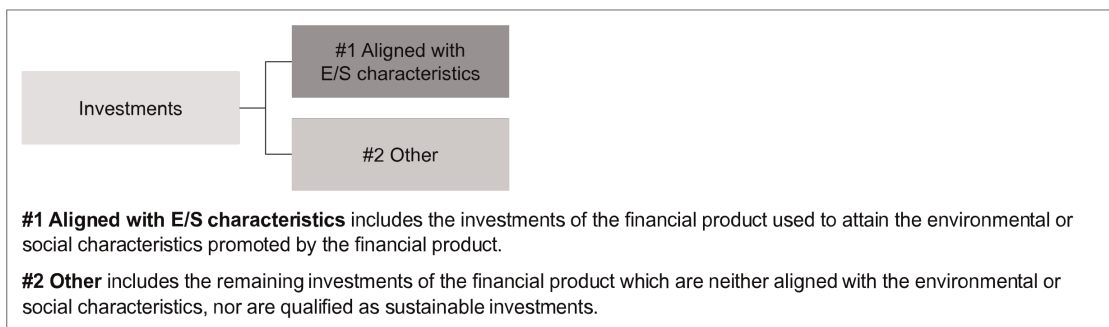 #1 Aligned with
E/S characteristics
Investments
#2 Other
#1 Aligned with E/S characteristics includes the investments of the financial product used to attain the environmental or
social characteristics promoted by the financial product.
#2 Other includes the remaining investments of the financial product which are neither aligned with the environmental or
social characteristics, nor are qualified as sustainable investments.